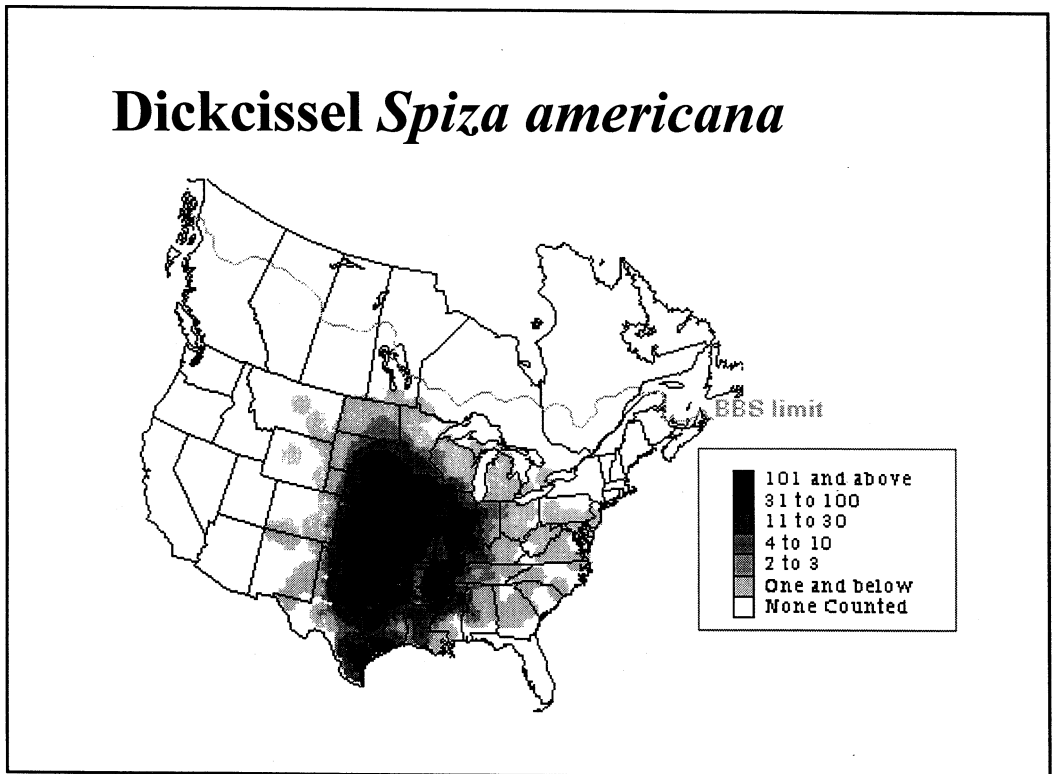 Dickcissel Spiza americana
BBS limit
101 and above
31 to 100
11 to 30
4 to 10
2 to 3
One and below
None Counted